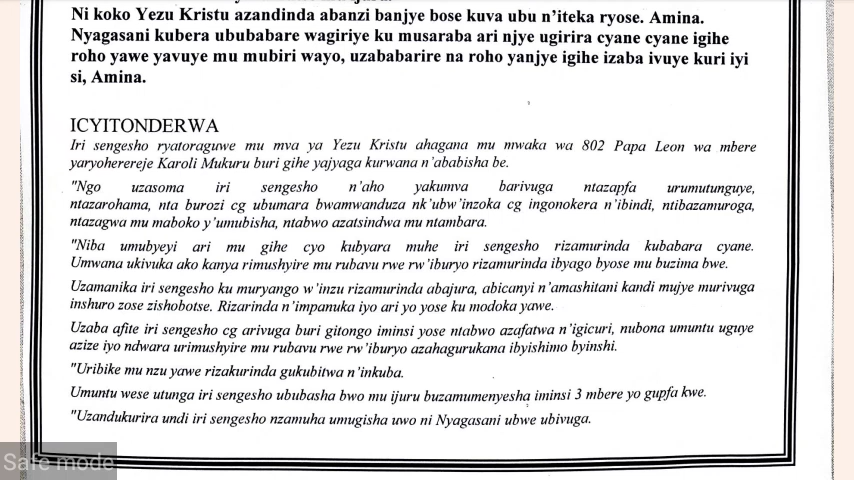 Ni koko Yezu Kristu azandinda abanzi banjye bose kuva ubu n’iteka ryose. Amina.
Nyagasani kubera ububabare wagiriye ku musaraba ari njye ugirira cyane cyane igihe
roho yawe yavuye mu mubiri wayo, uzababarire na roho yanjye igihe izaba ivuye kuri iyi
si, Amina.
ICYITONDERWA
Iri sengesho ryatoraguwe mu mva ya Yezu Kristu ahagana mu mwaka wa 802 Papa Leon wa mbere
yaryoherereje Karoli Mukuru buri gihe yajyaga kurwana n’ababisha be.
"Ngo uzasoma iri sengesho n’aho yakumva barivuga ntazapfa urumutunguye,
ntazarohama, nta burozi cg ubumara bwamwanduza nk’ubw’inzoka cg ingonokera n’ibindi, ntibazamuroga,
ntazagwa mu maboko y’umubisha, ntabwo azatsindwa mu ntambara.
"Niba umubyeyi ari mu gihe cyo kubyara muhe iri sengesho rizamurinda kubabara cyane.
Umwana ukivuka ako kanya rimushyire mu rubavu rwe rw’iburyo rizamurinda ibyago byose mu buzima bwe.
Uzamanika iri sengesho ku muryango w’inzu rizamurinda abajura, abicanyi n’amashitani kandi mujye murivuga
inshuro zose zishobotse. Rizarinda n’impanuka iyo ari yo yose ku modoka yawe.
Uzaba afite iri sengesho cg arivuga buri gitongo iminsi yose ntabwo azafatwa n’igicuri, nubona umuntu uguye
azize iyo ndwara urimushyire mu rubavu rwe rw’iburyo azahagurukana ibyishimo byinshi.
"Uribike mu nzu yawe rizakurinda gukubitwa n’inkuba.
Umuntu wese utunga iri sengesho ububasha bwo mu ijuru buzamumenyesha iminsi 3 mbere yo gupfa kwe.
"Uzandukurira undi iri sengesho nzamuha umugisha uwo ni Nyagasani ubwe ubivuga.
Safe mode